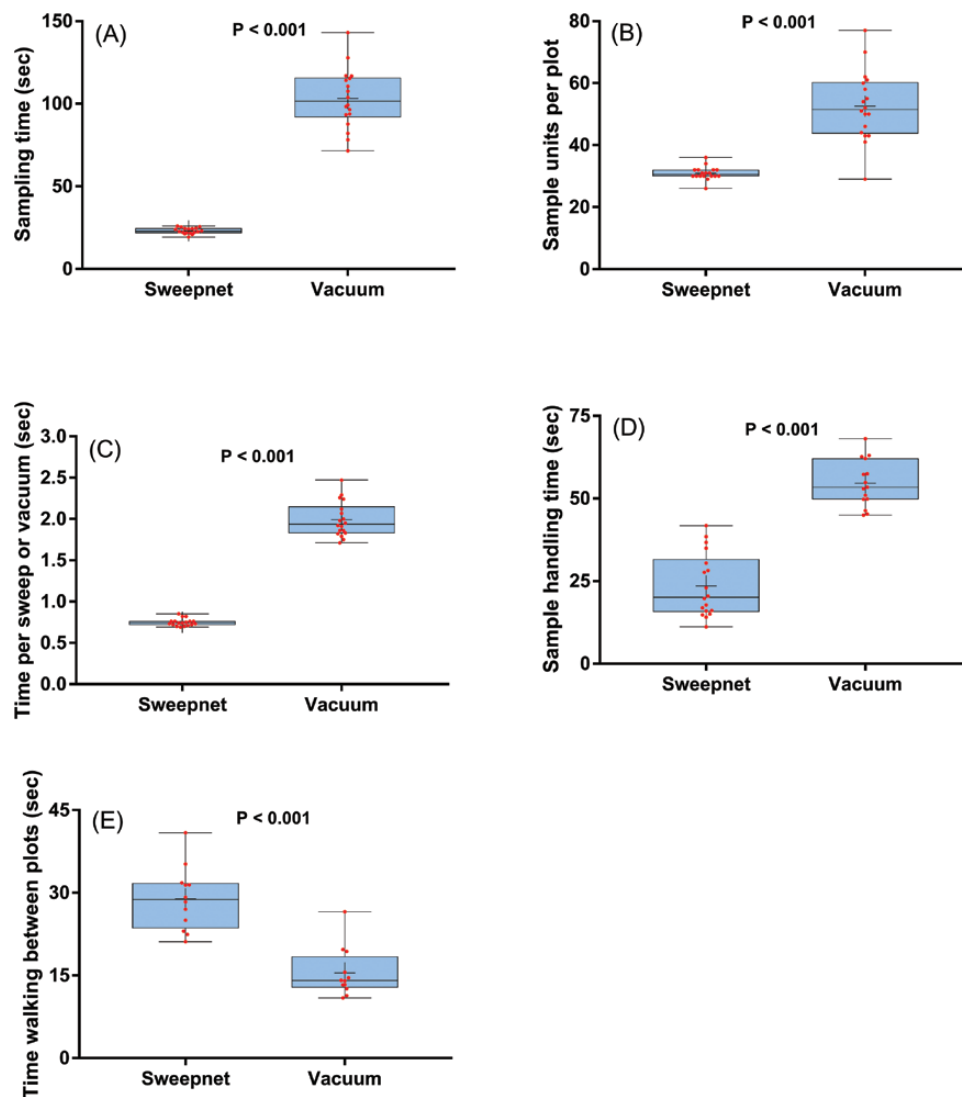 (A)
P < 0.001
Sampling time (sec)
150
100
50
0
Sweepnet
Vacuum
(B)
P < 0.001
Sample units per plot
80
60
40
20
0
Sweepnet
Vacuum
(C)
P < 0.001
Time per sweep or vacuum (sec)
3.0
2.5
2.0
1.5
1.0
0.5
0.0
Sweepnet
Vacuum
(D)
P < 0.001
Sample handling time (sec)
75
50
25
0
Sweepnet
Vacuum
(E)
P < 0.001
Time walking between plots (sec)
45
30
15
0
Sweepnet
Vacuum